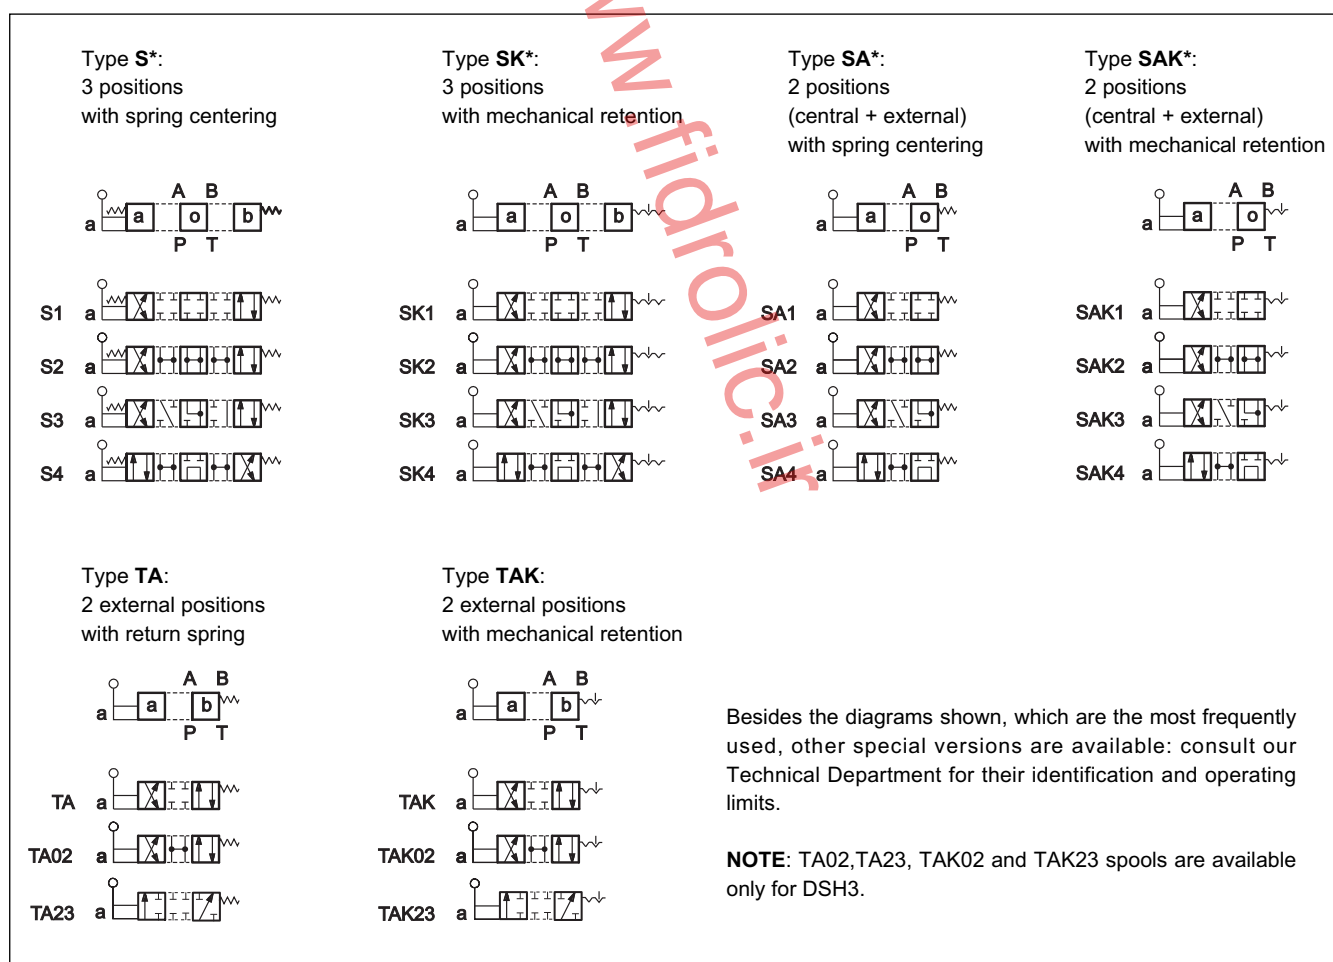 Type S*:
3 positions
with spring centering
Type SK*:
3 positions
with mechanical retention
Type SA*:
2 positions
(central + external)
with spring centering
Type SAK*:
2 positions
(central + external)
with mechanical retention
A B
a a o b
P T
A B
a a o b
P T
A B
a a o
P T
A B
a a o
P T
S1 a
SK1 a
SA1 a
SAK1 a
S2 a
SK2 a
SA2 a
SAK2 a
S3 a
SK3 a
SA3 a
SAK3 a
S4 a
SK4 a
SA4 a
SAK4 a
Type TA:
2 external positions
with return spring
Type TAK:
2 external positions
with mechanical retention
A B
a a b
P T
A B
a a b
P T
TA a
TAK a
TA02 a
TAK02 a
TA23 a
TAK23 a
Besides the diagrams shown, which are the most frequently
used, other special versions are available: consult our
Technical Department for their identification and operating
limits.
NOTE: TA02,TA23, TAK02 and TAK23 spools are available
only for DSH3.
w.fidrolic.ir